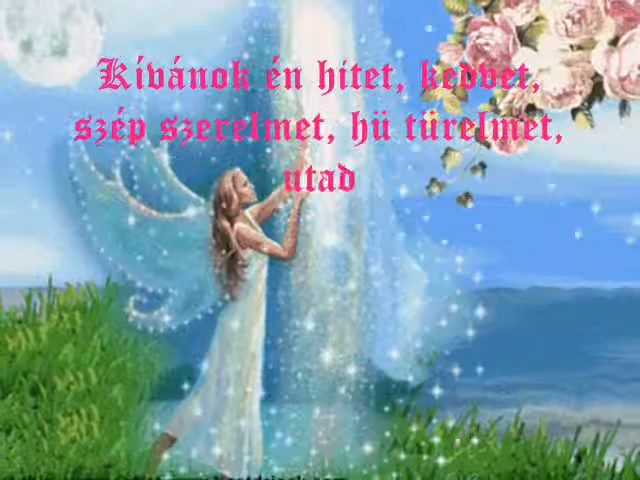 Kívánok én hitet, kedvet,
szép szerelmet, hü türelmet,
utad